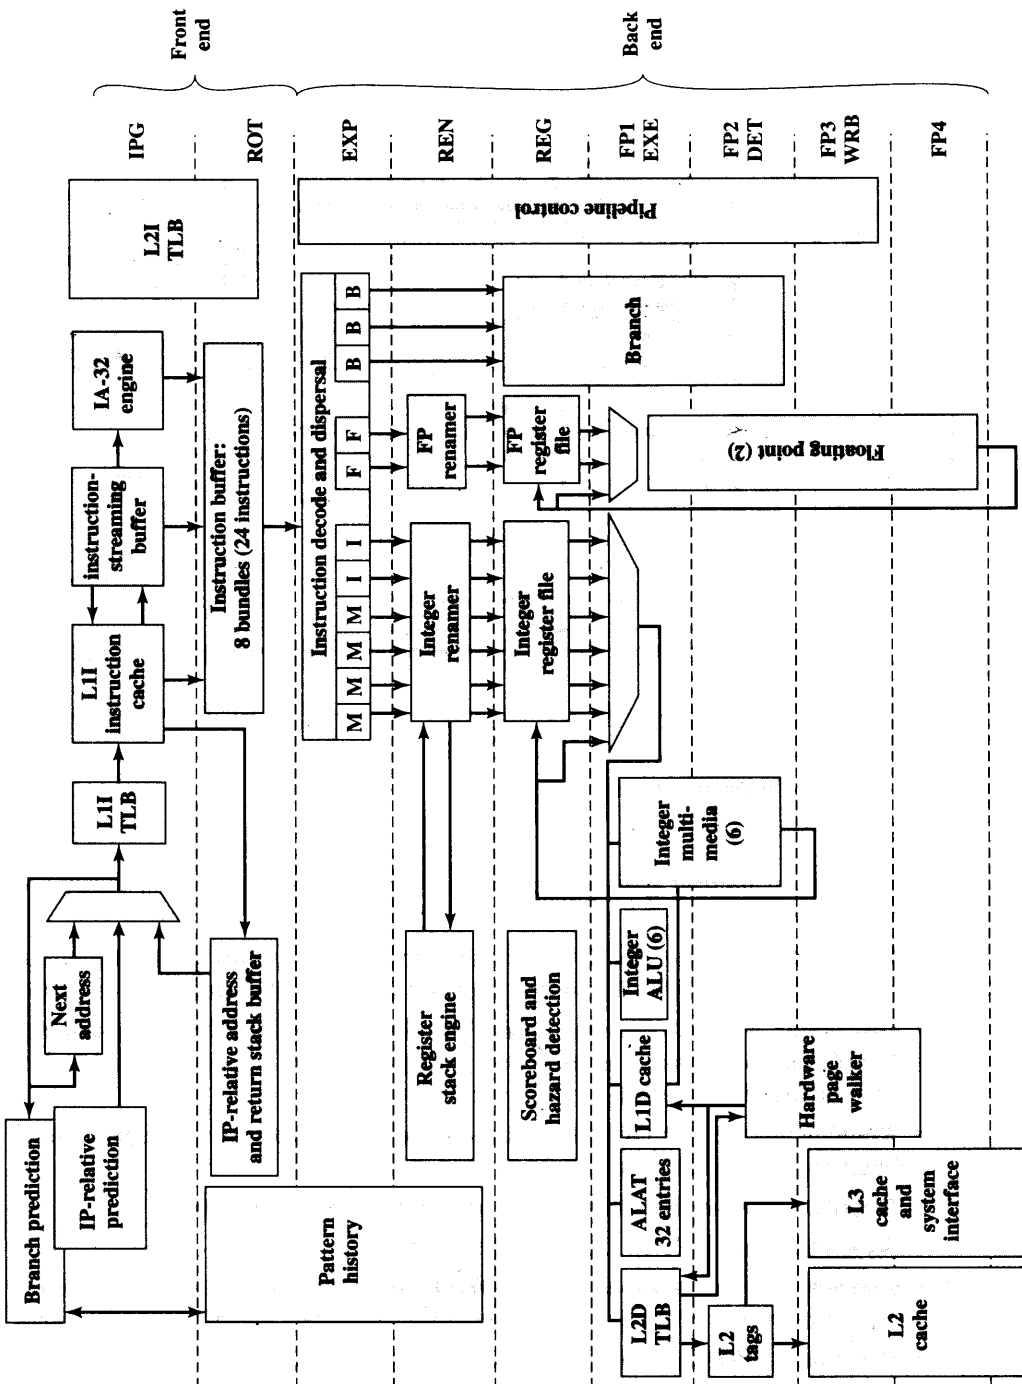 Front
end
Back
end
IPG
ROT
EXP
REN
REG
FP1
EXE
FP2
DET
FP3
WRB
FP4
L2I
TLB
Pipeline control
IA-32
engine
instruction-
streaming
buffer
L1I
instruction
cache
L1I
TLB
Next
address
Branch prediction
IP-relative
prediction
Instruction buffer:
8 bundles (24 instructions)
IP-relative address
and return stack buffer
Pattern
history
Instruction decode and dispersal
M M M M I I F F B B B
Integer
renamer
FP
renamer
Register
stack engine
Integer
register file
FP
register
file
Branch
Scoreboard and
hazard detection
Floating point (2)
Integer
multi-
media
(6)
Integer
ALU (6)
L1D cache
ALAT
32 entries
L2D
TLB
Hardware
page
walker
L2
tags
L3
cache
and
system
interface
L2
cache